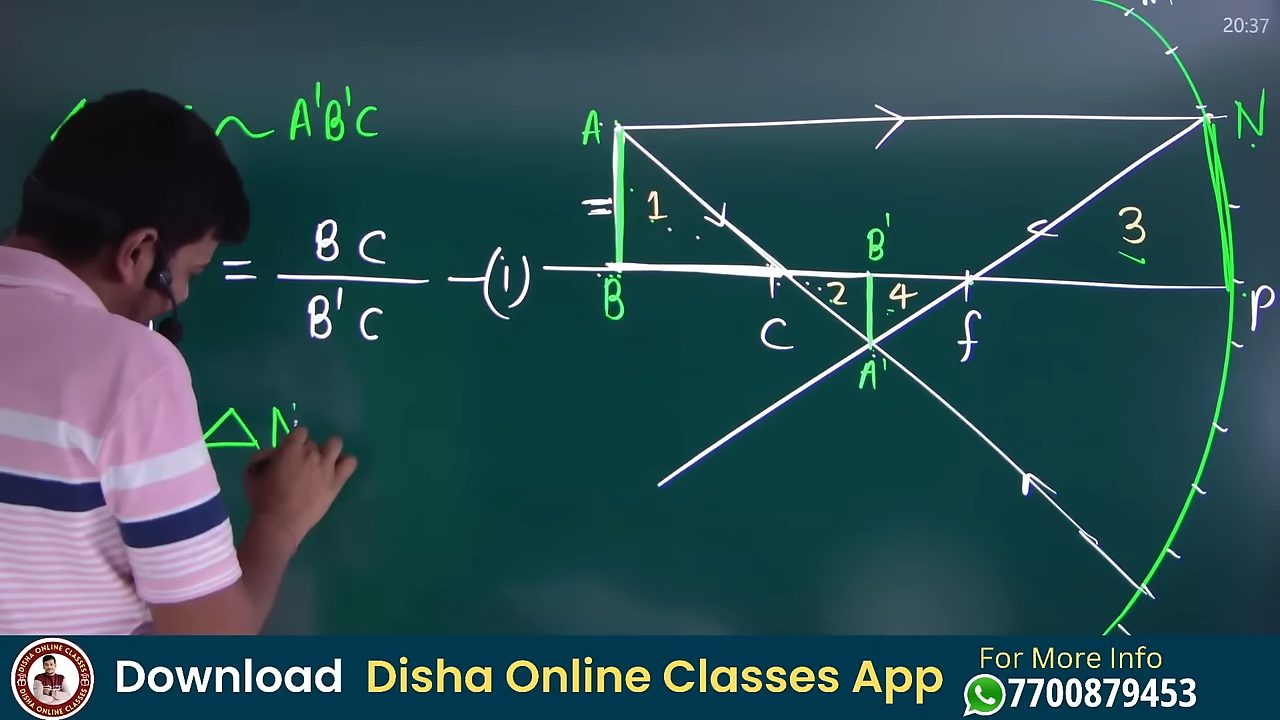 20:37
~ A'B'C
= BC / B'C —(1)
△ N
A
N
1
3
B'
B
2
4
P
C
f
A'
DISHA ONLINE CLASSES
Download Disha Online Classes App
For More Info
7700879453